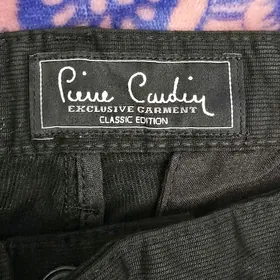 Pierre Cardin
EXCLUSIVE GARMENT
CLASSIC EDITION